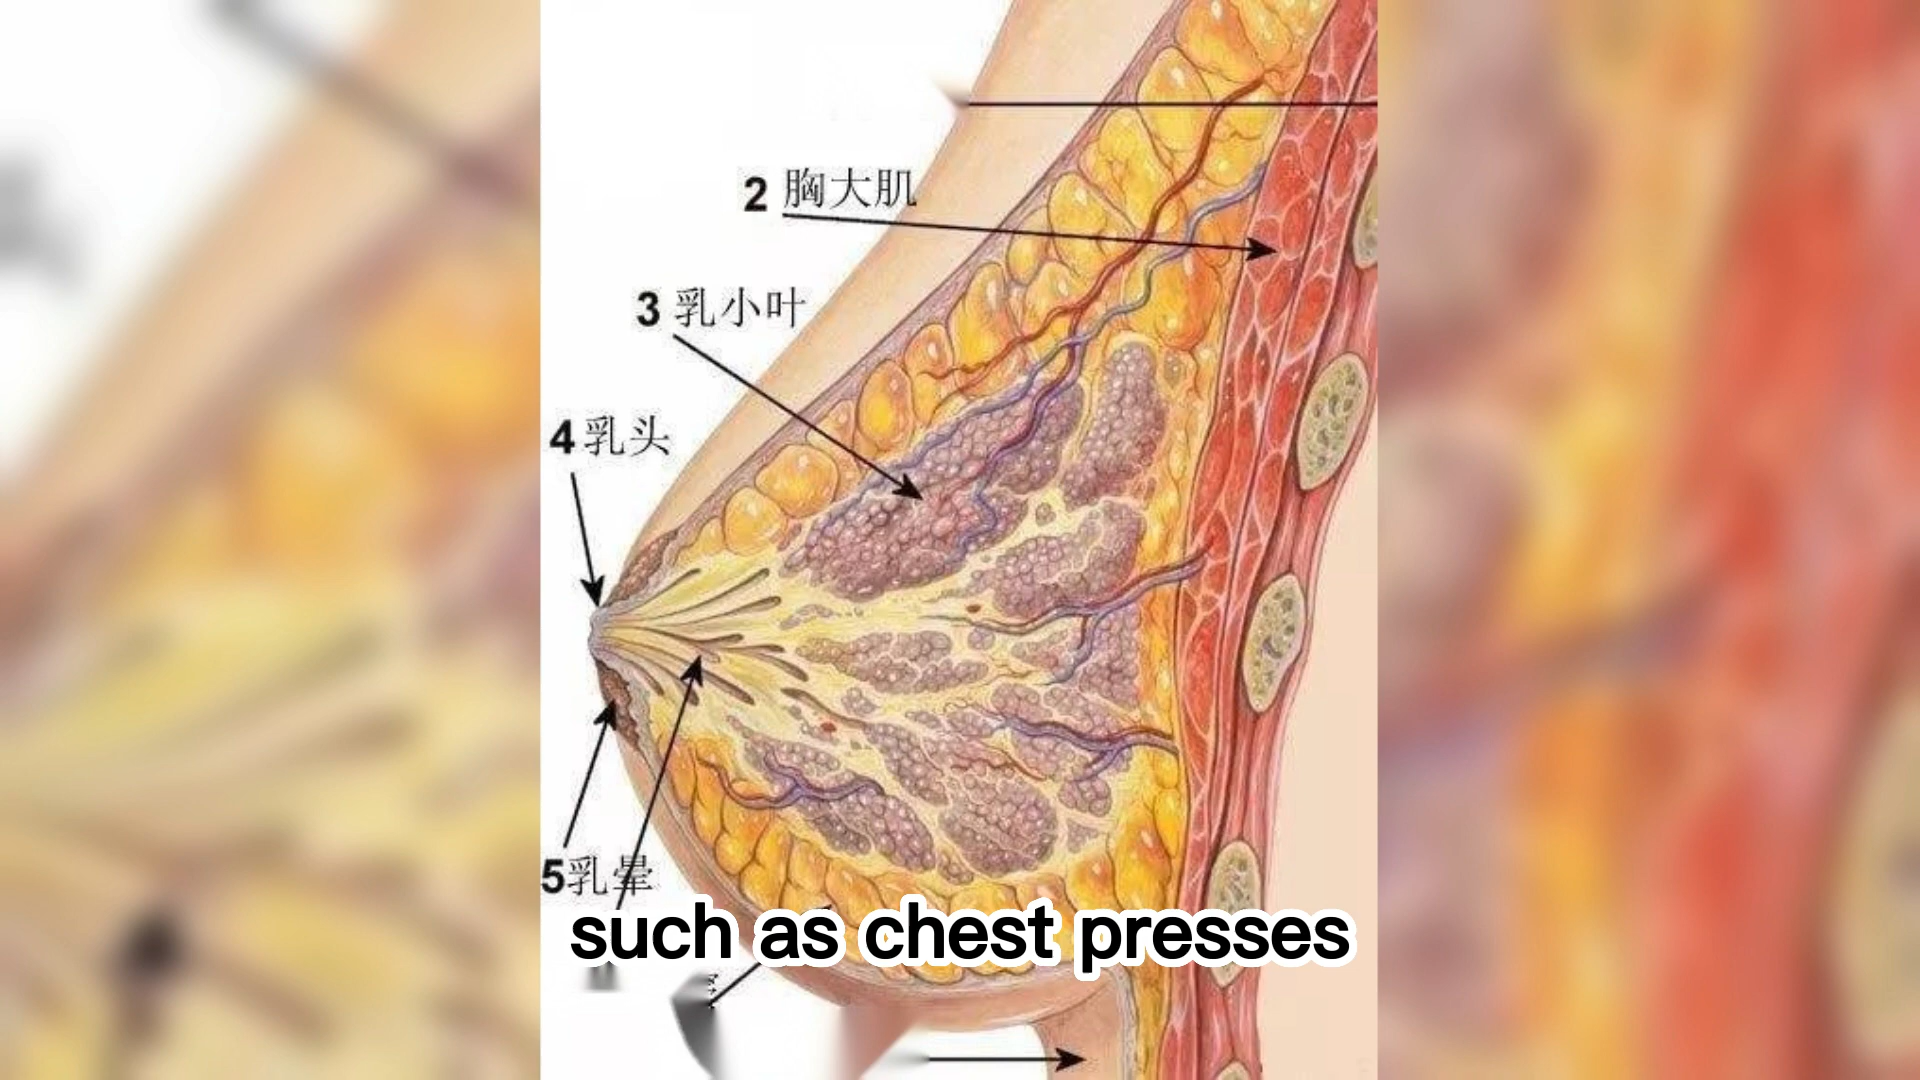 2 胸大肌
3 乳小叶
4 乳头
5乳晕
such as chest presses